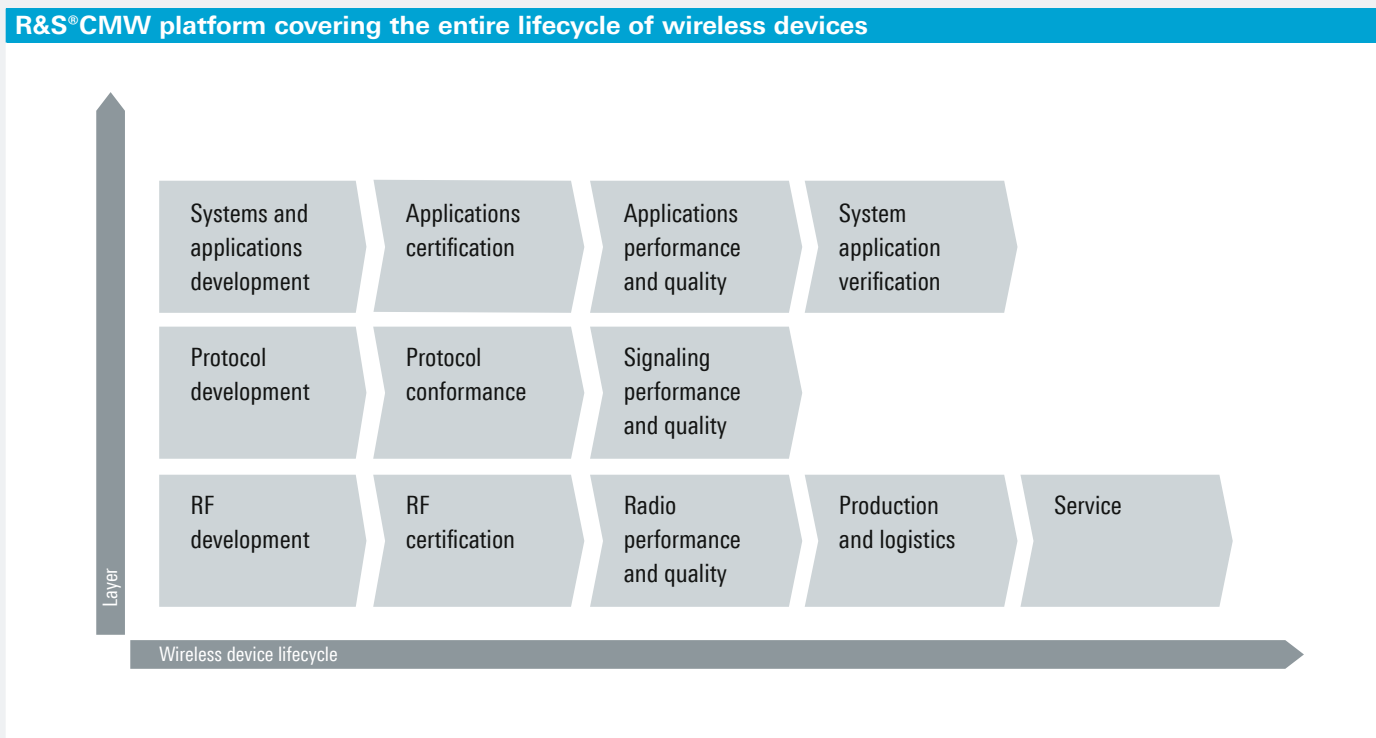 R&S®CMW platform covering the entire lifecycle of wireless devices
Systems and
applications
development
Applications
certification
Applications
performance
and quality
System
application
verification
Protocol
development
Protocol
conformance
Signaling
performance
and quality
RF
development
RF
certification
Radio
performance
and quality
Production
and logistics
Service
Layer
Wireless device lifecycle